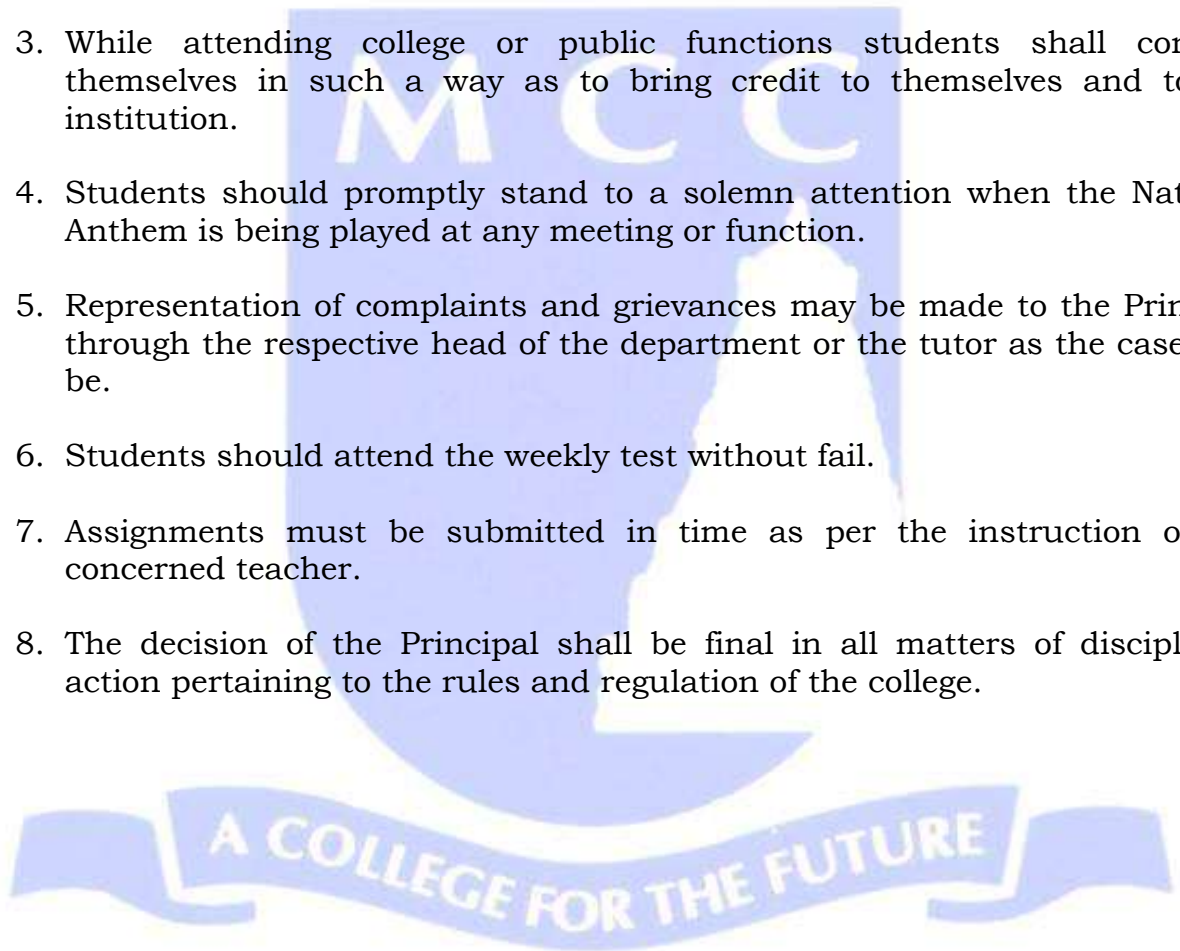 3. While attending college or public functions students shall
themselves in such a way as to bring credit to themselves and
institution.
4. Students should promptly stand to a solemn attention when the
Anthem is being played at any meeting or function.
5. Representation of complaints and grievances may be made to the
through the respective head of the department or the tutor as the case
be.
6. Students should attend the weekly test without fail.
7. Assignments must be submitted in time as per the instruction
concerned teacher.
8. The decision of the Principal shall be final in all matters of
action pertaining to the rules and regulation of the college.
MCC
A COLLEGE FOR THE FUTURE